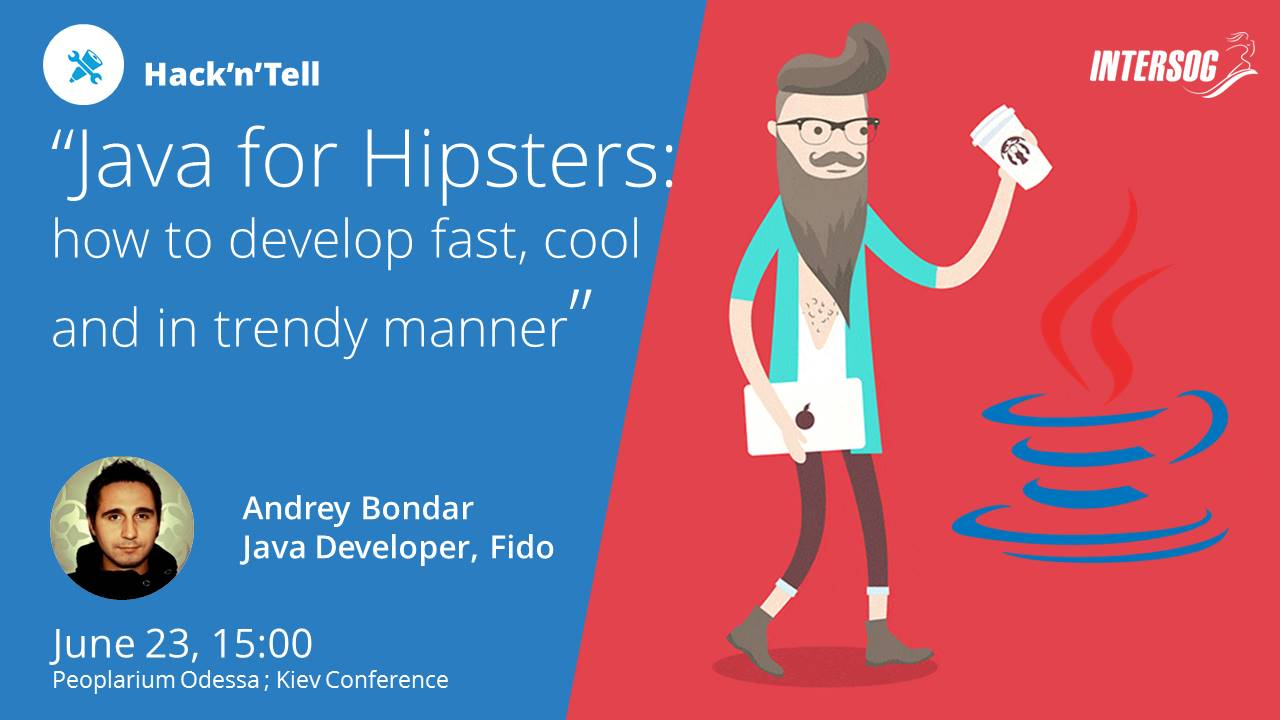 Hack’n’Tell
INTERSOG
“Java for Hipsters:
how to develop fast, cool
and in trendy manner”
Andrey Bondar
Java Developer, Fido
June 23, 15:00
Peoplarium Odessa ; Kiev Conference